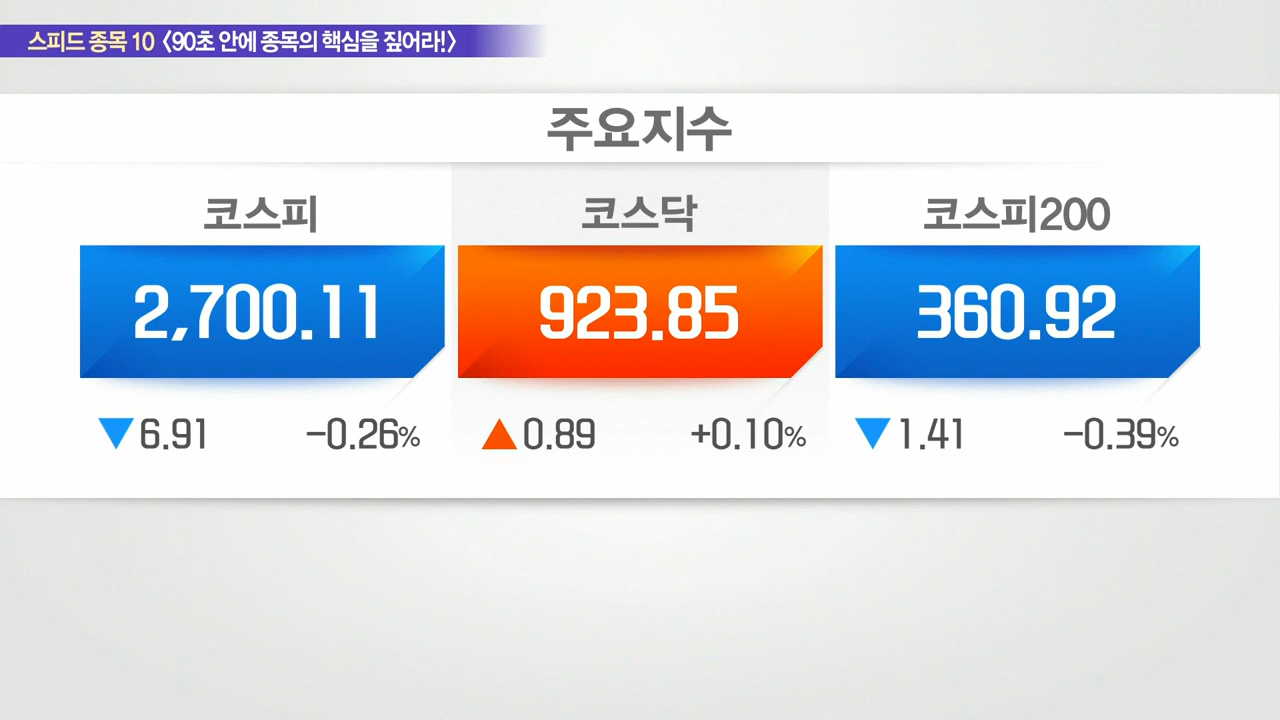 스피드 종목 10 〈90초 안에 종목의 핵심을 짚어라!〉
주요지수
코스피 코스닥 코스피200
2,700.11 923.85 360.92
▼6.91 -0.26% ▲0.89 +0.10% ▼1.41 -0.39%